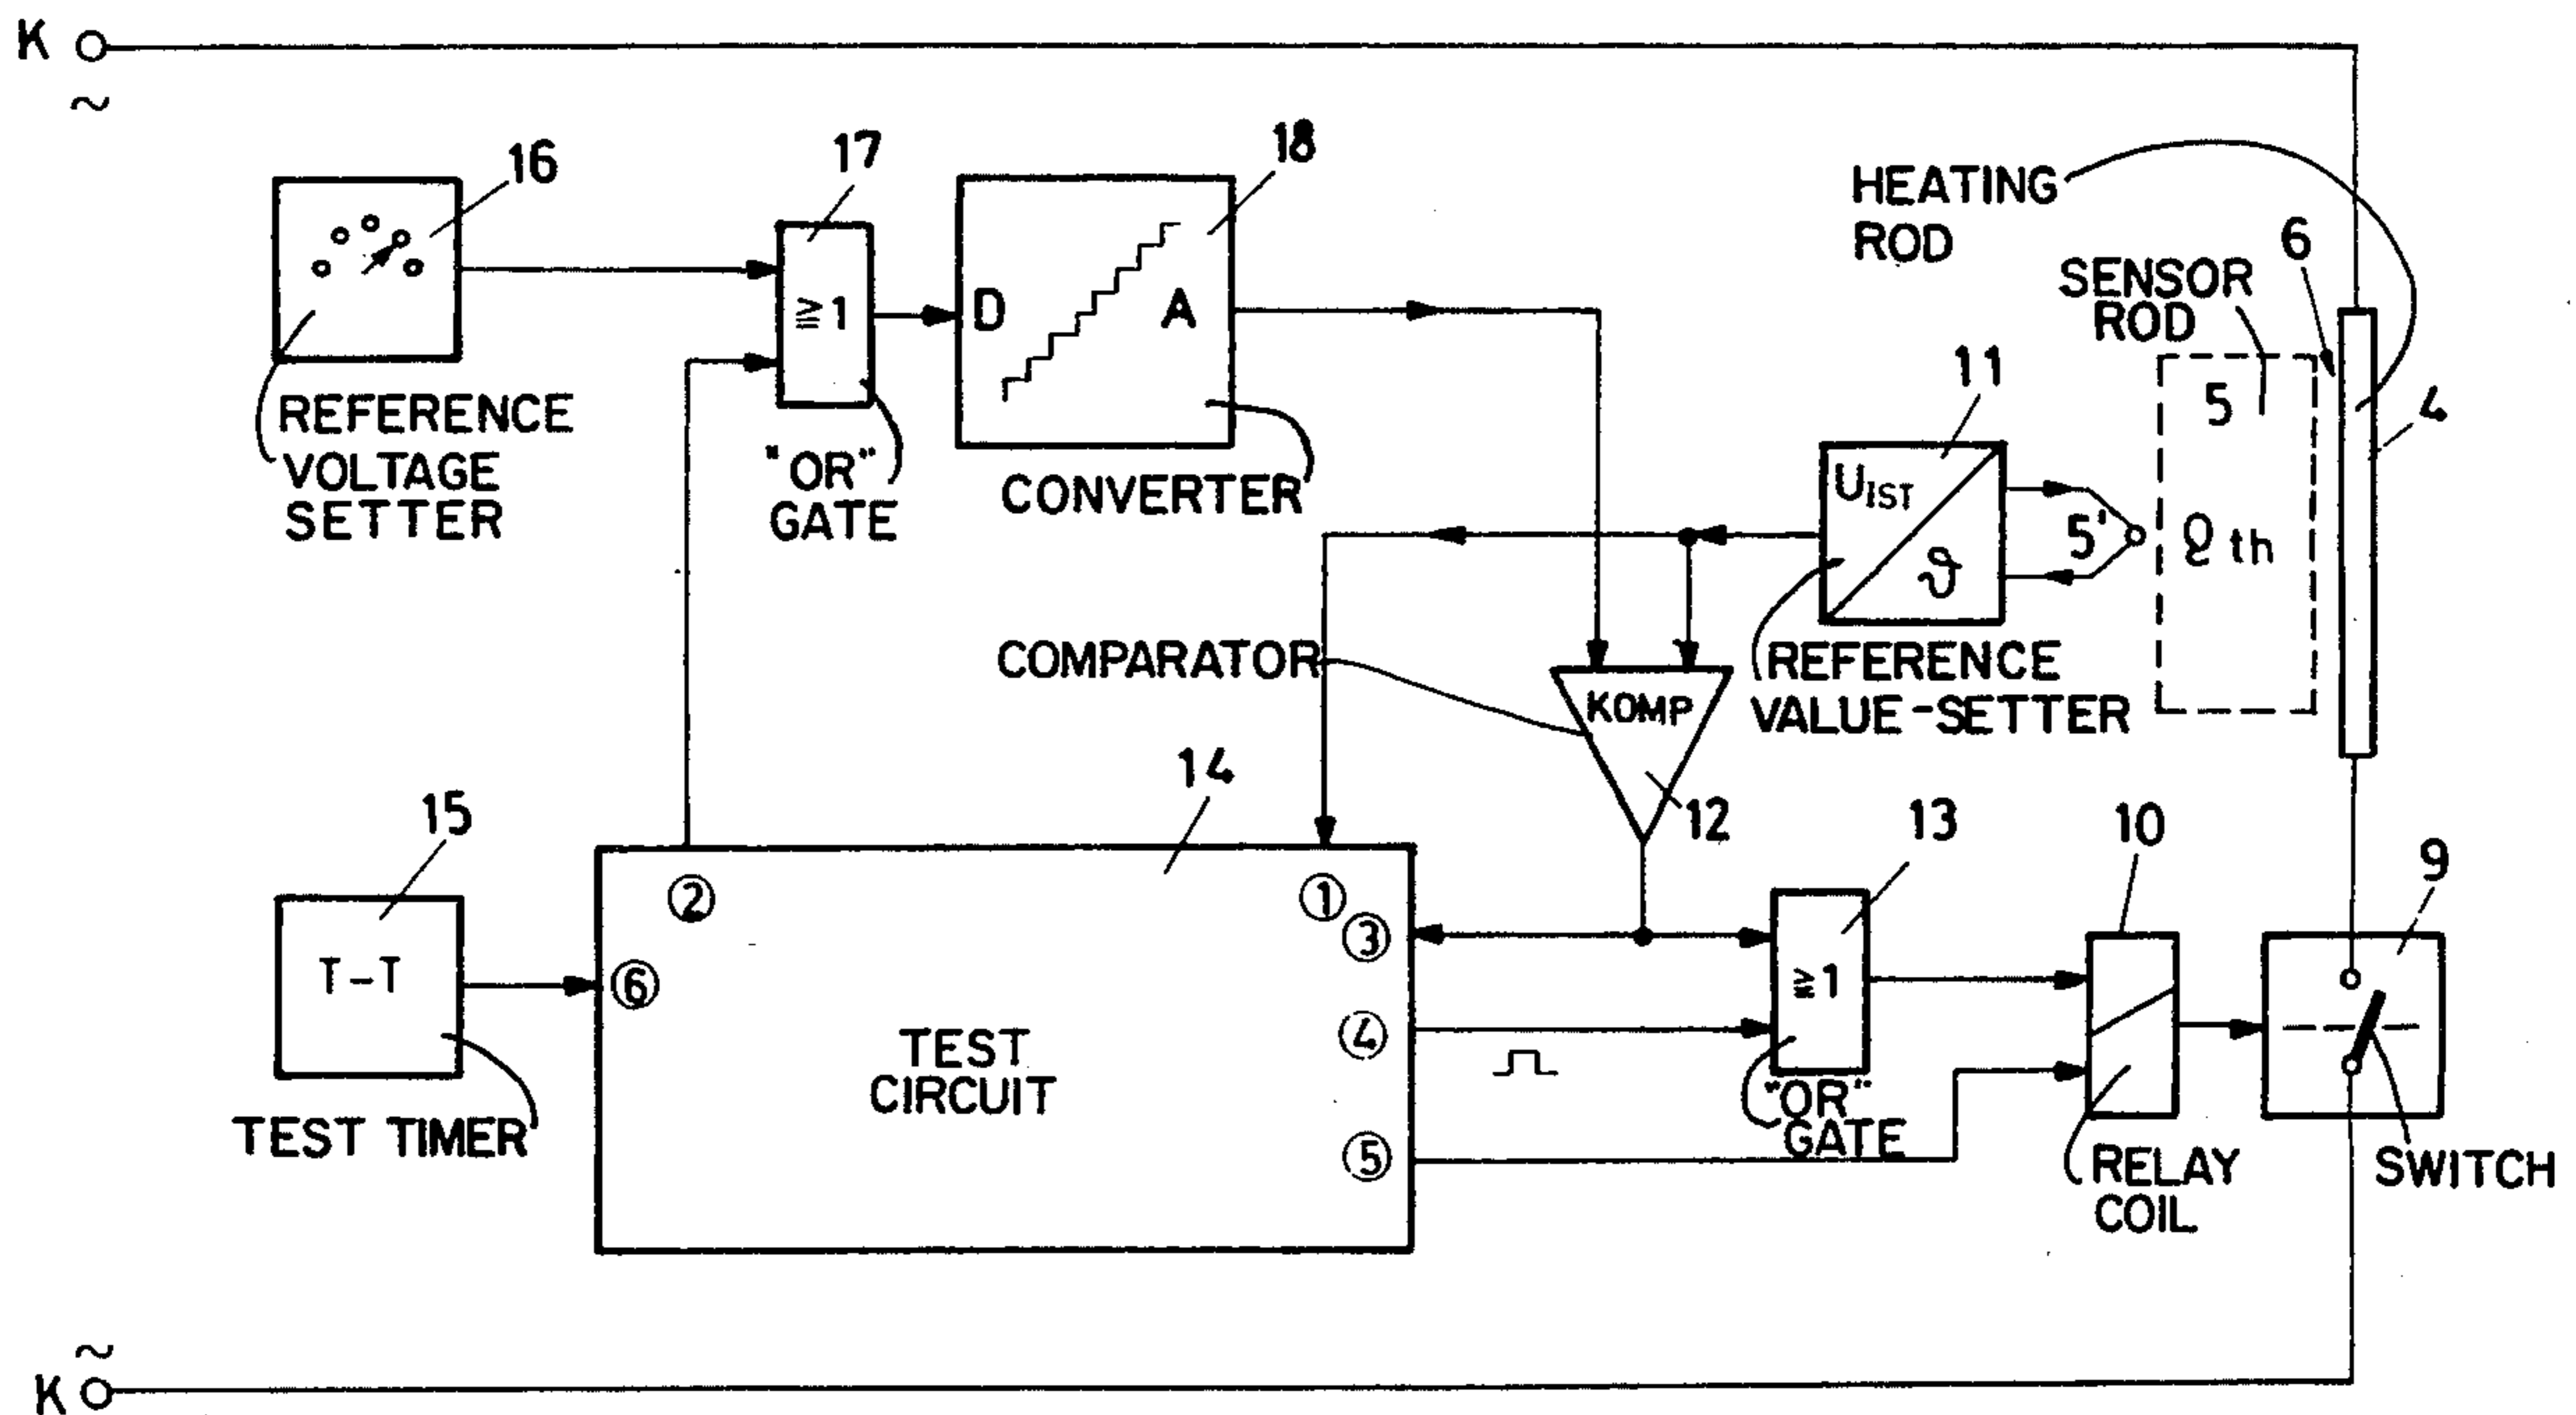 K
~
16
17
18
HEATING
ROD
6
SENSOR
ROD
≥1
D
A
11
5
4
REFERENCE
VOLTAGE
SETTER
"OR"
GATE
CONVERTER
UIST
ϑ
5'
Qth
COMPARATOR
REFERENCE
VALUE-SETTER
KOMP
12
14
15
13
10
9
②
①
③
T-T
⑥
≥1
④
TEST
CIRCUIT
TEST TIMER
"OR"
GATE
⑤
RELAY
COIL
SWITCH
~
K